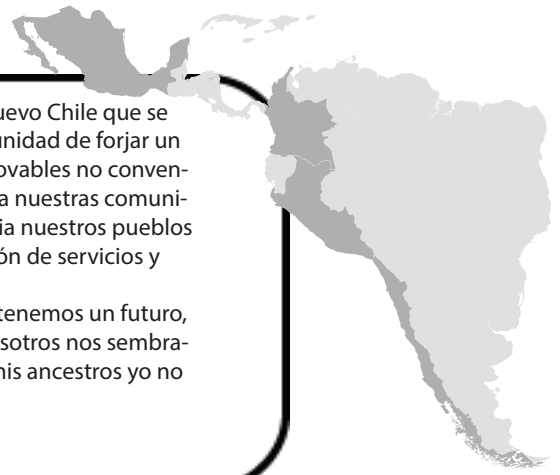 uevo Chile que se
unidad de forjar un
ovables no conven-
a nuestras comuni-
ia nuestros pueblos
ón de servicios y
tenemos un futuro,
sotros nos sembra-
nis ancestros yo no